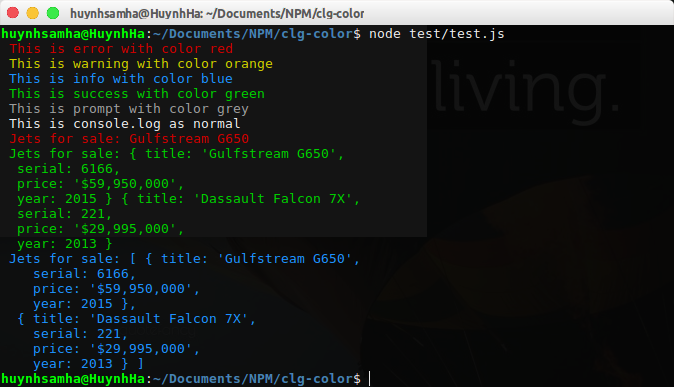 huynhsamha@HuynhHa: ~/Documents/NPM/clg-color
huynhsamha@HuynhHa:~/Documents/NPM/clg-color$ node test/test.js
This is error with color red
This is warning with color orange
This is info with color blue
This is success with color green
This is prompt with color grey
This is console.log as normal
Jets for sale: Gulfstream G650
Jets for sale: { title: 'Gulfstream G650',
serial: 6166,
price: '$59,950,000',
year: 2015 } { title: 'Dassault Falcon 7X',
serial: 221,
price: '$29,995,000',
year: 2013 }
Jets for sale: [ { title: 'Gulfstream G650',
serial: 6166,
price: '$59,950,000',
year: 2015 },
{ title: 'Dassault Falcon 7X',
serial: 221,
price: '$29,995,000',
year: 2013 } ]
huynhsamha@HuynhHa:~/Documents/NPM/clg-color$
living.